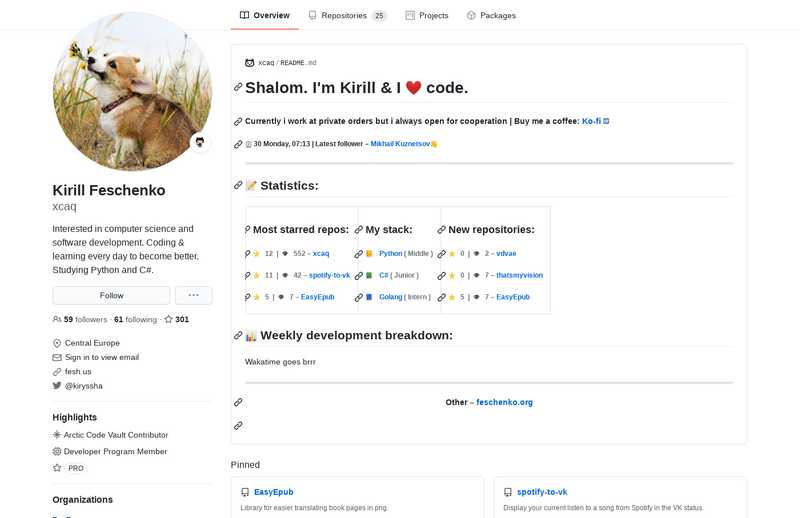 Overview
Repositories 25
Projects
Packages
Kirill Feschenko
xcaq
Interested in computer science and
software development. Coding &
learning every day to become better.
Studying Python and C#.
Follow
59 followers · 61 following · 301
Central Europe
Sign in to view email
fesh.us
@kiryssha
Highlights
Arctic Code Vault Contributor
Developer Program Member
PRO
Organizations
xcaq / README.md
Shalom. I'm Kirill & I ❤️ code.
Currently i work at private orders but i always open for cooperation | Buy me a coffee: Ko-fi
30 Monday, 07:13 | Latest follower – Mikhail Kuznetsov👋
📝 Statistics:
Most starred repos:
⭐ 12 | 👁 552 – xcaq
⭐ 11 | 👁 42 – spotify-to-vk
⭐ 5 | 👁 7 – EasyEpub
My stack:
📙 Python ( Middle )
📗 C# ( Junior )
📘 Golang ( Intern )
New repositories:
⭐ 0 | 👁 2 – vdvae
⭐ 0 | 👁 7 – thatsmyvision
⭐ 5 | 👁 7 – EasyEpub
📊 Weekly development breakdown:
Wakatime goes brrr
Other – feschenko.org
Pinned
EasyEpub
Library for easier translating book pages in png.
spotify-to-vk
Display your current listen to a song from Spotify in the VK status.